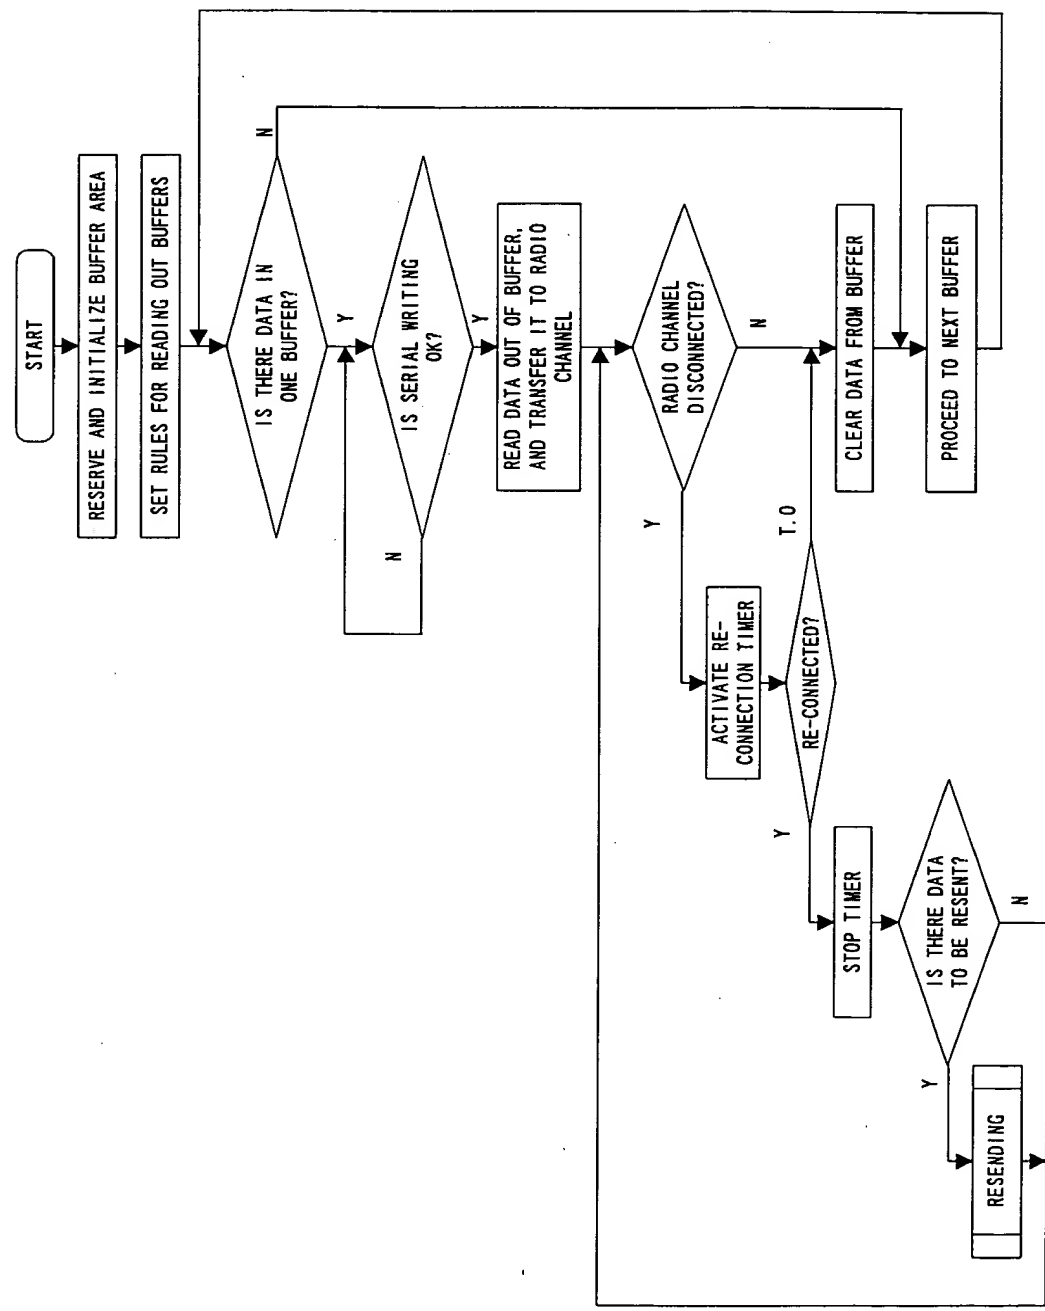 START
RESERVE AND INITIALIZE BUFFER AREA
SET RULES FOR READING OUT BUFFERS
IS THERE DATA IN
ONE BUFFER?
N
Y
IS SERIAL WRITING
OK?
N
Y
READ DATA OUT OF BUFFER,
AND TRANSFER IT TO RADIO
CHANNEL
RADIO CHANNEL
DISCONNECTED?
Y
N
ACTIVATE RE-
CONNECTION TIMER
RE-CONNECTED?
Y
T.O
STOP TIMER
IS THERE DATA
TO BE RESENT?
Y
N
RESENDING
CLEAR DATA FROM BUFFER
PROCEED TO NEXT BUFFER